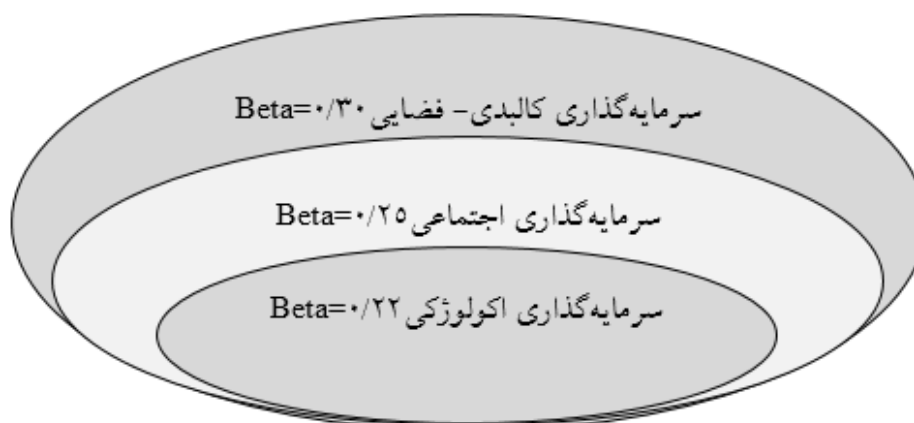 سرمایه‌گذاری کالبدی- فضایی Beta=۰/۳۰
سرمایه‌گذاری اجتماعی Beta=۰/۲۵
سرمایه‌گذاری اکولوژکی Beta=۰/۲۲